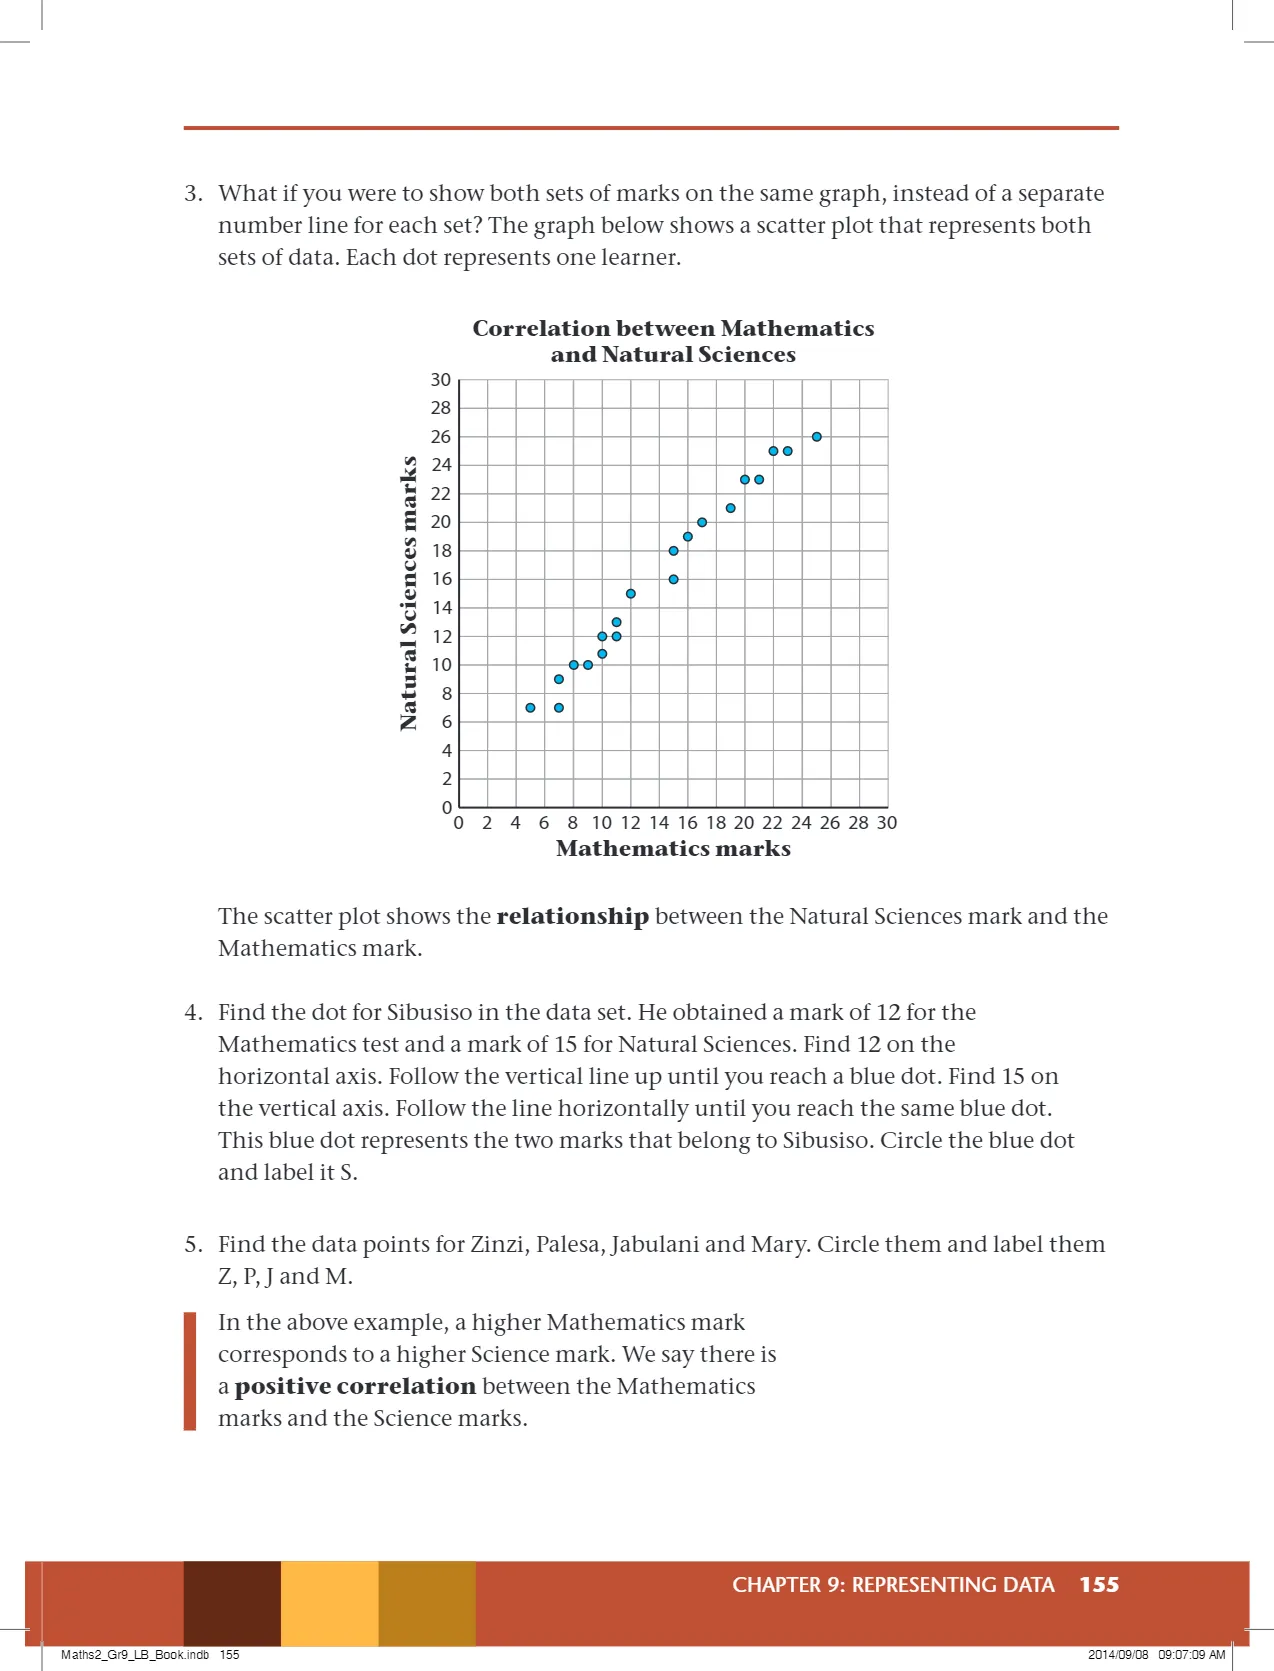 3. What if you were to show both sets of marks on the same graph, instead of a separate
number line for each set? The graph below shows a scatter plot that represents both
sets of data. Each dot represents one learner.
Correlation between Mathematics
and Natural Sciences
Natural Sciences marks
30
28
26
24
22
20
18
16
14
12
10
8
6
4
2
0
0 2 4 6 8 10 12 14 16 18 20 22 24 26 28 30
Mathematics marks
The scatter plot shows the relationship between the Natural Sciences mark and the
Mathematics mark.
4. Find the dot for Sibusiso in the data set. He obtained a mark of 12 for the
Mathematics test and a mark of 15 for Natural Sciences. Find 12 on the
horizontal axis. Follow the vertical line up until you reach a blue dot. Find 15 on
the vertical axis. Follow the line horizontally until you reach the same blue dot.
This blue dot represents the two marks that belong to Sibusiso. Circle the blue dot
and label it S.
5. Find the data points for Zinzi, Palesa, Jabulani and Mary. Circle them and label them
Z, P, J and M.
In the above example, a higher Mathematics mark
corresponds to a higher Science mark. We say there is
a positive correlation between the Mathematics
marks and the Science marks.
CHAPTER 9: REPRESENTING DATA 155
Maths2_Gr9_LB_Book.indb 155
2014/09/08 09:07:09 AM